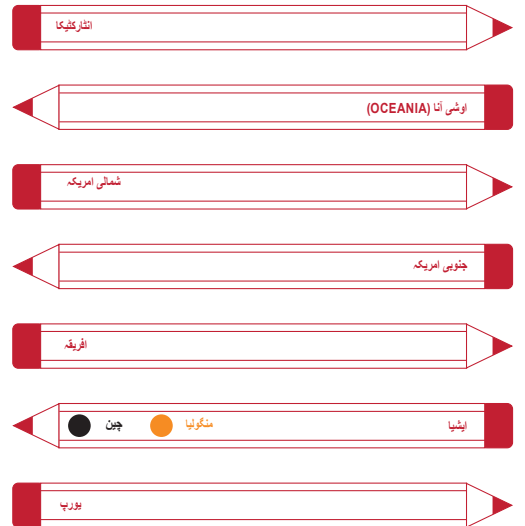 انٹارکٹیکا
اوشی آنا (OCEANIA)
شمالی امریکہ
جنوبی امریکہ
افریقہ
ایشیا منگولیا چین
یورپ